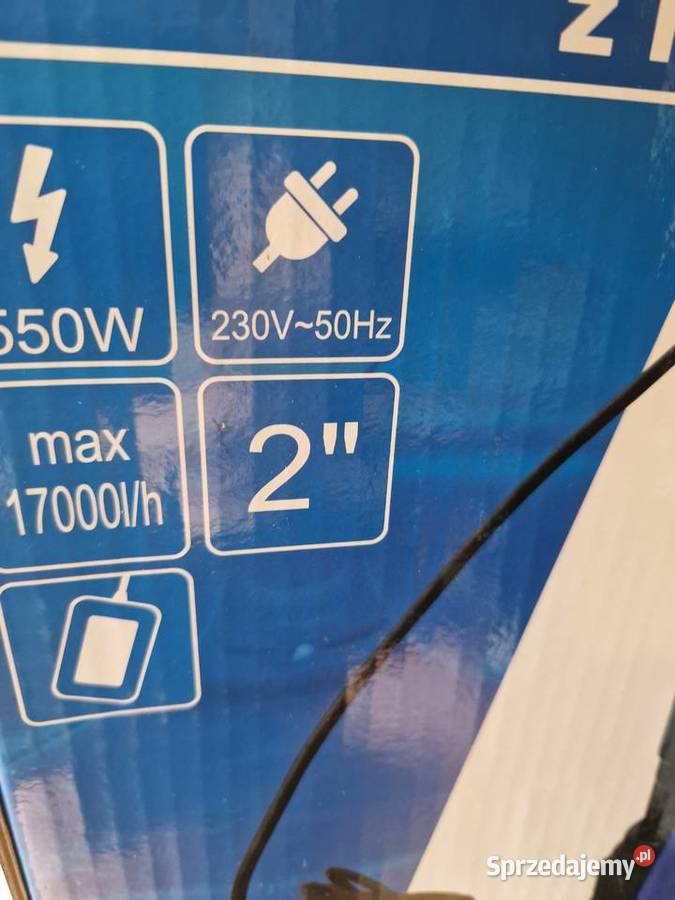 550W
230V~50Hz
max
17000l/h
2"
Sprzedajemy.pl